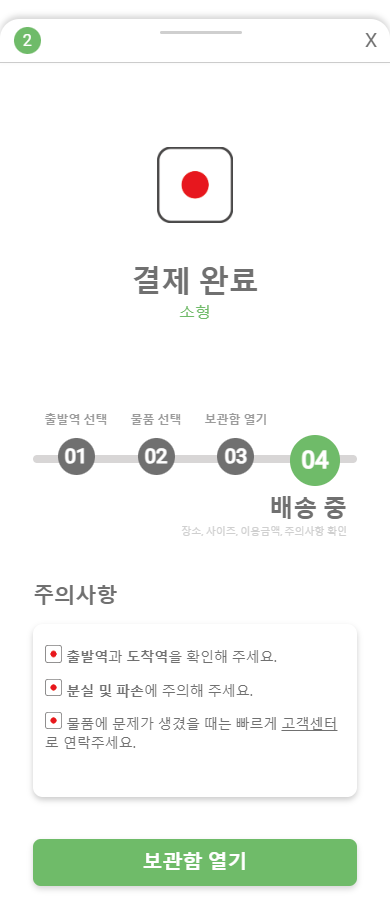 2
X
결제 완료
소형
출발역 선택 물품 선택 보관함 열기
01 02 03 04
배송 중
장소, 사이즈, 이용금액, 주의사항 확인
주의사항
출발역과 도착역을 확인해 주세요.
분실 및 파손에 주의해 주세요.
물품에 문제가 생겼을 때는 빠르게 고객센터
로 연락주세요.
보관함 열기